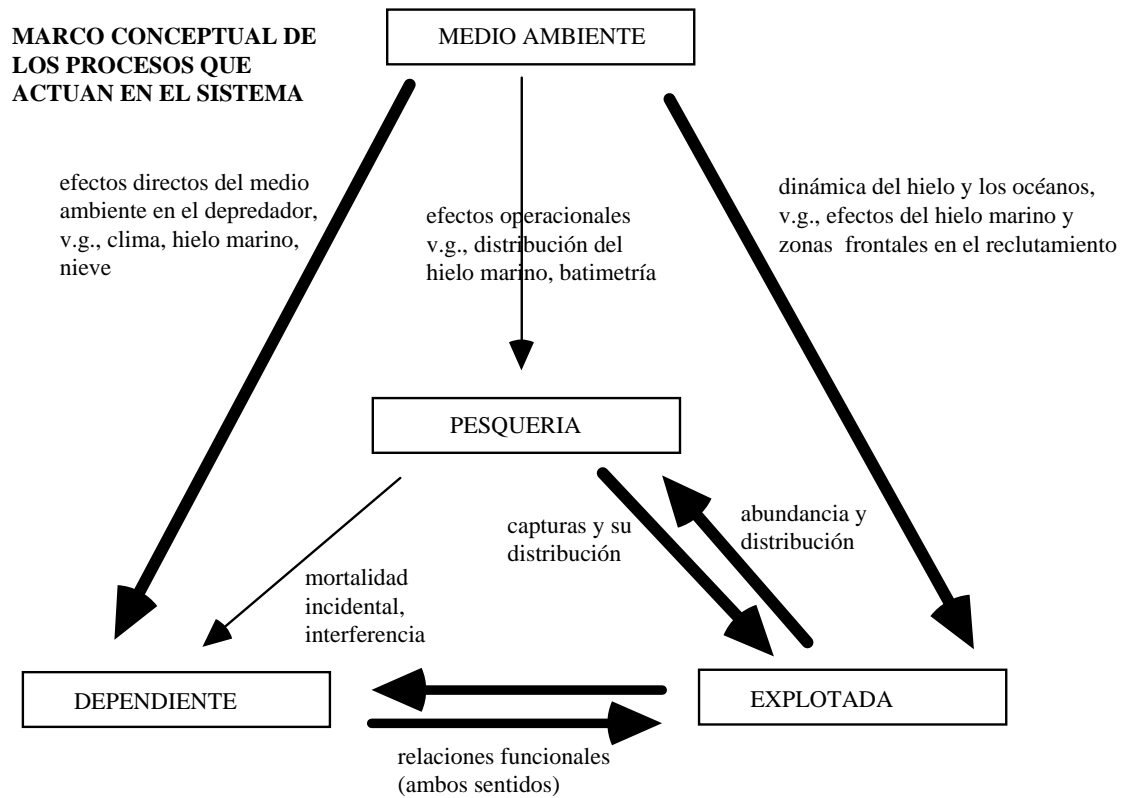 MARCO CONCEPTUAL DE
LOS PROCESOS QUE
ACTUAN EN EL SISTEMA
MEDIO AMBIENTE
efectos directos del medio
ambiente en el depredador,
v.g., clima, hielo marino,
nieve
efectos operacionales
v.g., distribución del
hielo marino, batimetría
dinámica del hielo y los océanos,
v.g., efectos del hielo marino y
zonas frontales en el reclutamiento
PESQUERIA
capturas y su
distribución
abundancia y
distribución
mortalidad
incidental,
interferencia
DEPENDIENTE
EXPLOTADA
relaciones funcionales
(ambos sentidos)